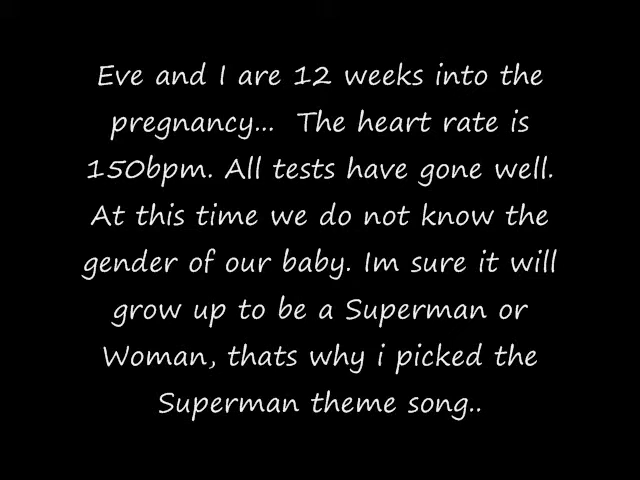 Eve and I are 12 weeks into the
pregnancy...  The heart rate is
150bpm. All tests have gone well.
At this time we do not know the
gender of our baby. Im sure it will
grow up to be a Superman or
Woman, thats why i picked the
Superman theme song..